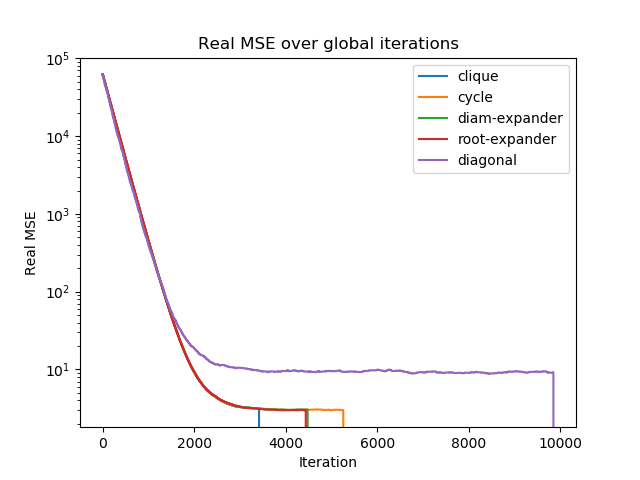 Real MSE over global iterations
10^5
10^4
10^3
10^2
10^1
Real MSE
clique
cycle
diam-expander
root-expander
diagonal
0 2000 4000 6000 8000 10000
Iteration